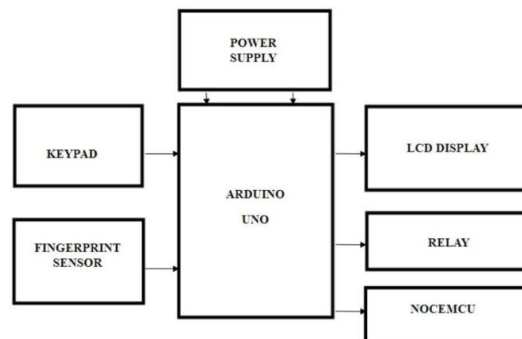 POWER
SUPPLY
KEYPAD
FINGERPRINT
SENSOR
ARDUINO
UNO
LCD DISPLAY
RELAY
NOCEMCU